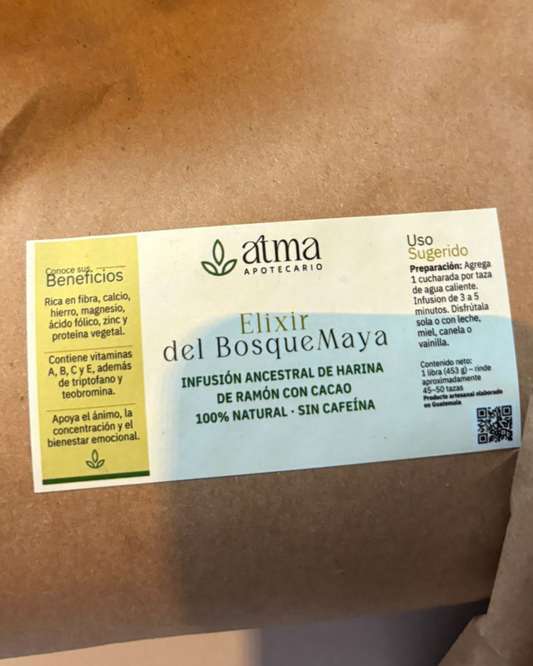 Conoce sus
Beneficios
Rica en fibra, calcio,
hierro, magnesio,
ácido fólico, zinc y
proteína vegetal.
Contiene vitaminas
A, B, C y E, además
de triptofano y
teobromina.
Apoya el ánimo, la
concentración y el
bienestar emocional.
atma
APOTECARIO
Elixir
del Bosque Maya
INFUSIÓN ANCESTRAL DE HARINA
DE RAMÓN CON CACAO
100% NATURAL · SIN CAFEÍNA
Uso
Sugerido
Preparación: Agrega
1 cucharada por taza
de agua caliente.
Infusion de 3 a 5
minutos. Disfrútala
sola o con leche,
miel, canela o
vainilla.
Contenido neto:
1 libra (453 g) – rinde
aproximadamente
45–50 tazas
Producto artesanal elaborado
en Guatemala